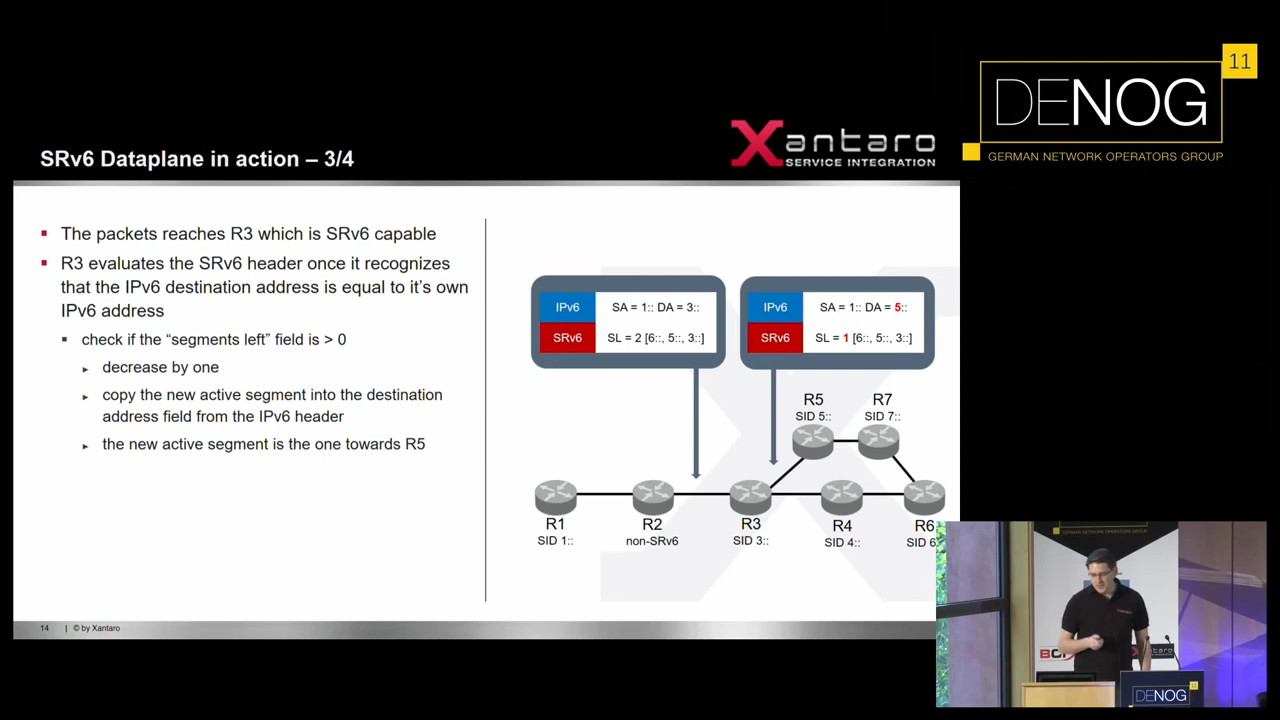 11
DENOG
GERMAN NETWORK OPERATORS GROUP
Xantaro
SERVICE INTEGRATION
SRv6 Dataplane in action – 3/4
The packets reaches R3 which is SRv6 capable
R3 evaluates the SRv6 header once it recognizes
that the IPv6 destination address is equal to it's own
IPv6 address
check if the "segments left" field is > 0
decrease by one
copy the new active segment into the destination
address field from the IPv6 header
the new active segment is the one towards R5
IPv6 SA = 1:: DA = 3::
SRv6 SL = 2 [6::, 5::, 3::]
IPv6 SA = 1:: DA = 5::
SRv6 SL = 1 [6::, 5::, 3::]
R5 R7
SID 5:: SID 7::
R1 R2 R3 R4 R6
SID 1:: non-SRv6 SID 3:: SID 4:: SID 6
14 | © by Xantaro
GERMAN NETWORK OPERATORS GROUP
Xantaro
DENOG
11